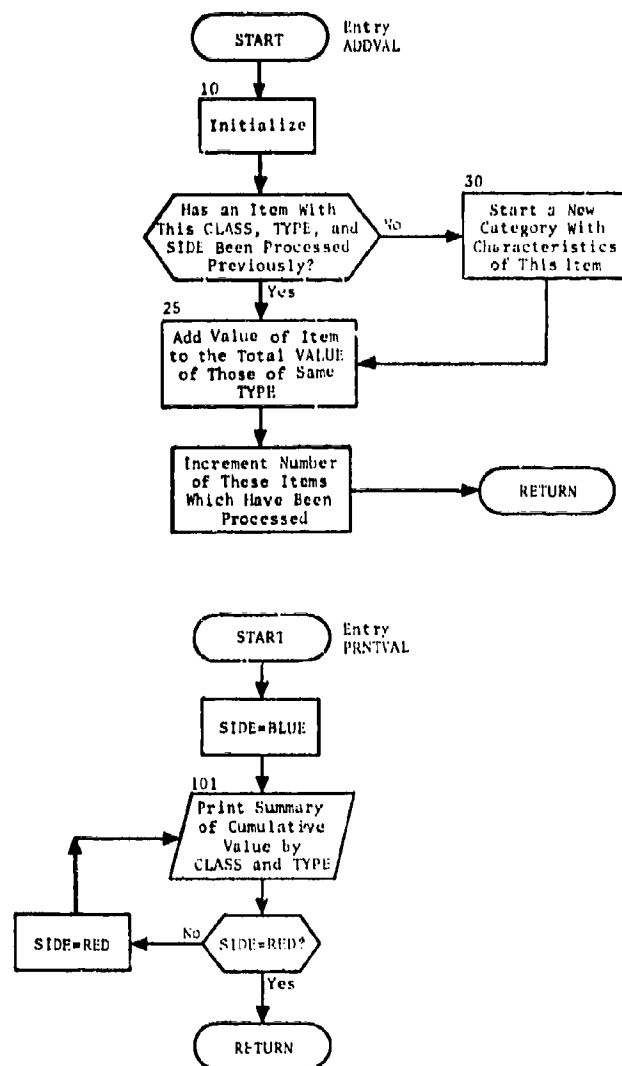 START
Entry
ADDVAL
10
Initialize
Has an Item With
This CLASS, TYPE, and
SIDE Been Processed
Previously?
No
30
Start a New
Category With
Characteristics
of This Item
Yes
25
Add Value of Item
to the Total VALUE
of Those of Same
TYPE
Increment Number
of These Items
Which Have Been
Processed
RETURN
START
Entry
PRNTVAL
SIDE=BLUE
101
Print Summary
of Cumulative
Value by
CLASS and TYPE
SIDE=RED
No
SIDE=RED?
Yes
RETURN